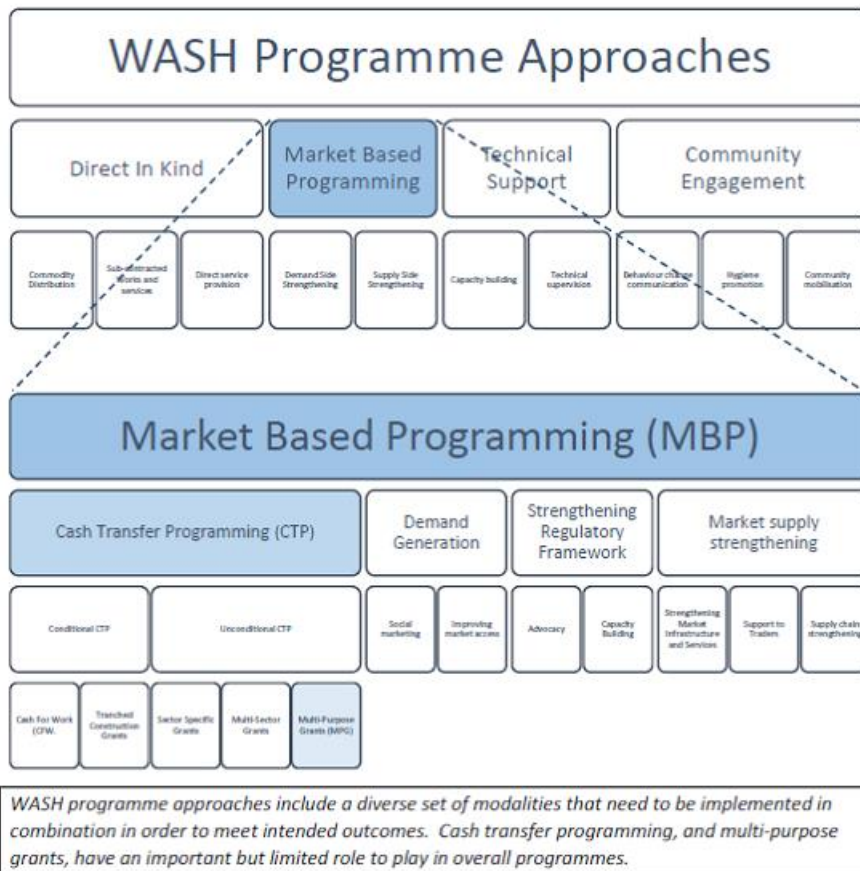 WASH Programme Approaches
Direct In Kind
Market Based
Programming
Technical
Support
Community
Engagement
Commodity
Distribution
Sub-contracted
Works and
services
Direct service
provision
Demand Side
Strengthening
Supply Side
Strengthening
Capacity building
Technical
supervision
Behaviour change
communication
Hygiene
promotion
Community
mobilisation
Market Based Programming (MBP)
Cash Transfer Programming (CTP)
Demand
Generation
Strengthening
Regulatory
Framework
Market supply
strengthening
Conditional CTP
Unconditional CTP
Social
marketing
Improving
market access
Advocacy
Capacity
Building
Strengthening
Market
Infrastructure
and Services
Support to
Traders
Supply chain
strengthening
Cash For Work
(CFW.
Tranched
Construction
Grants
Sector Specific
Grants
Multi-Sector
Grants
Multi-Purpose
Grants (MPG)
WASH programme approaches include a diverse set of modalities that need to be implemented in
combination in order to meet intended outcomes. Cash transfer programming, and multi-purpose
grants, have an important but limited role to play in overall programmes.